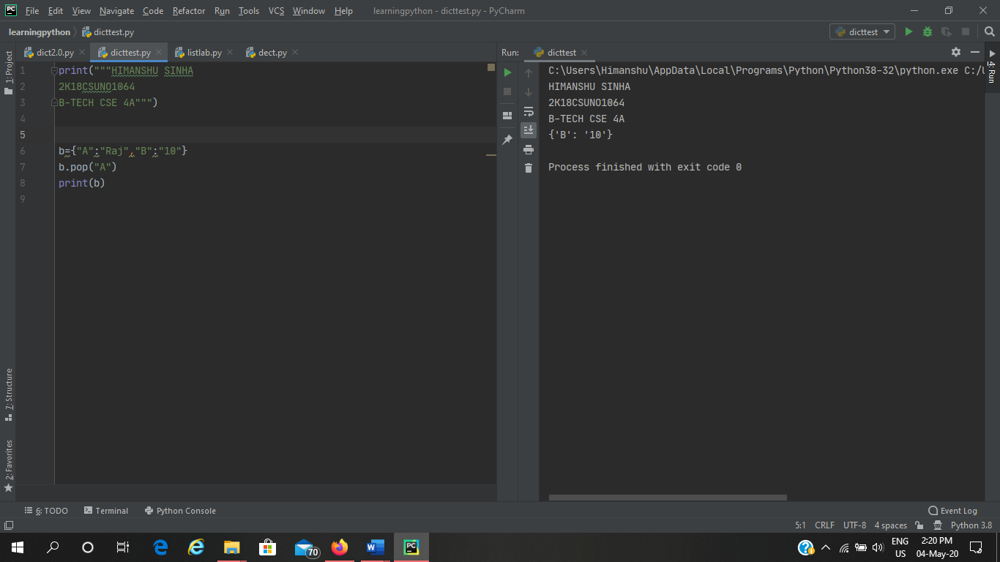 PC File Edit View Navigate Code Refactor Run Tools VCS Window Help learningpython - dicttest.py - PyCharm
learningpython dicttest.py dicttest
dict2.0.py dicttest.py listlab.py dect.py Run: dicttest
1: Project
7: Structure
2: Favorites
4: Run
1 print("""HIMANSHU SINHA
2 2K18CSUNO1064
3 B-TECH CSE 4A""")
4
5
6 b={"A":"Raj","B":"10"}
7 b.pop("A")
8 print(b)
9
C:\Users\Himanshu\AppData\Local\Programs\Python\Python38-32\python.exe C:/
HIMANSHU SINHA
2K18CSUNO1064
B-TECH CSE 4A
{'B': '10'}
Process finished with exit code 0
6: TODO Terminal Python Console Event Log
5:1 CRLF UTF-8 4 spaces Python 3.8
70 PC ENG 2:20 PM
US 04-May-20